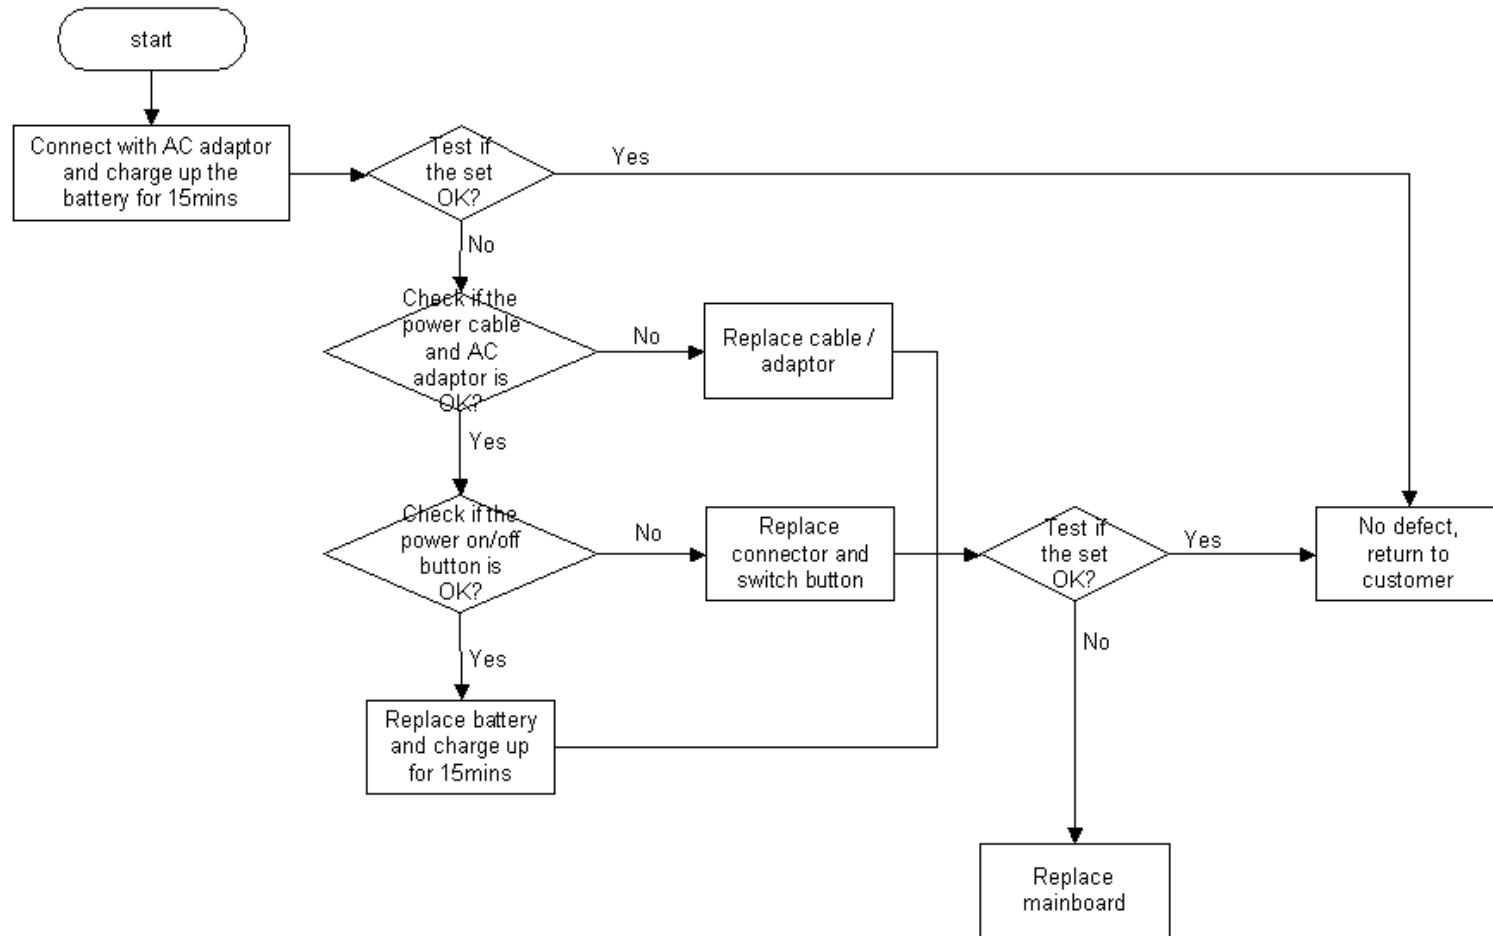 start
Connect with AC adaptor
and charge up the
battery for 15mins
Test if
the set
OK?
Yes
No
Check if the
power cable
and AC
adaptor is
OK?
No
Replace cable /
adaptor
Yes
Check if the
power on/off
button is
OK?
No
Replace
connector and
switch button
Test if
the set
OK?
Yes
No defect,
return to
customer
Yes
No
Replace battery
and charge up
for 15mins
Replace
mainboard